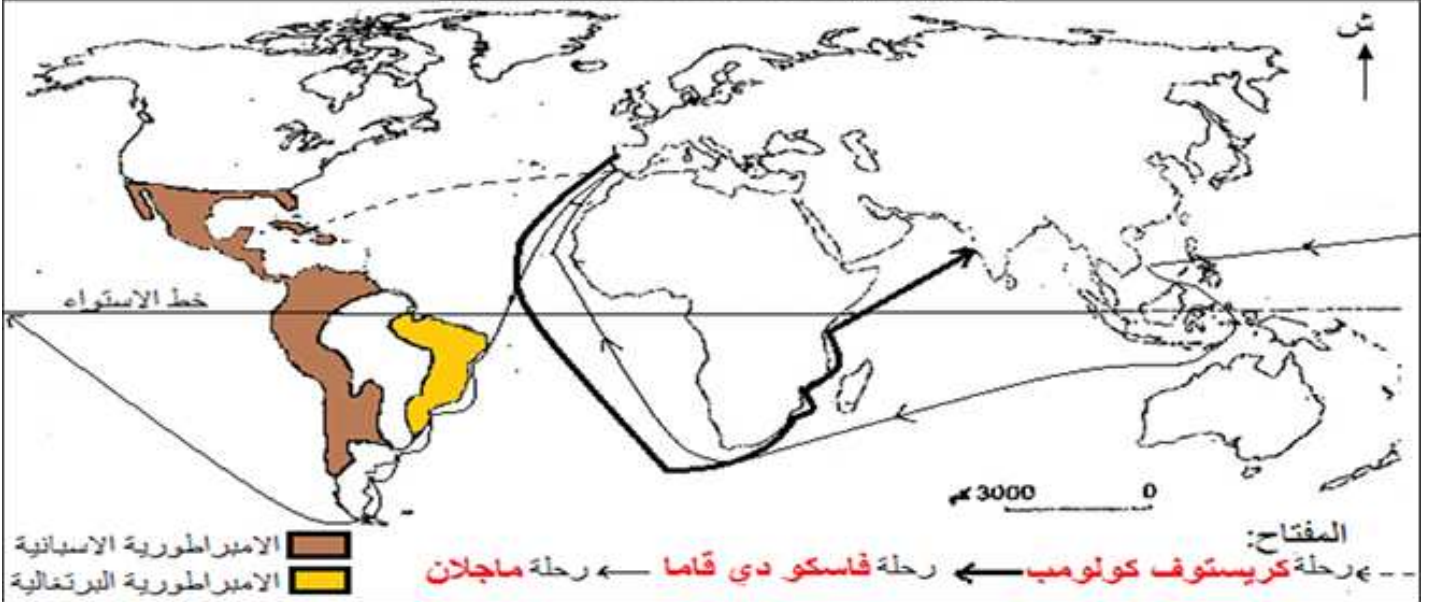 ش
خط الاستواء
3000 كم 0
المفتاح:
رحلة كريستوف كولومب
رحلة فاسكو دي قاما
رحلة ماجلان
الامبراطورية الاسبانية
الامبراطورية البرتغالية